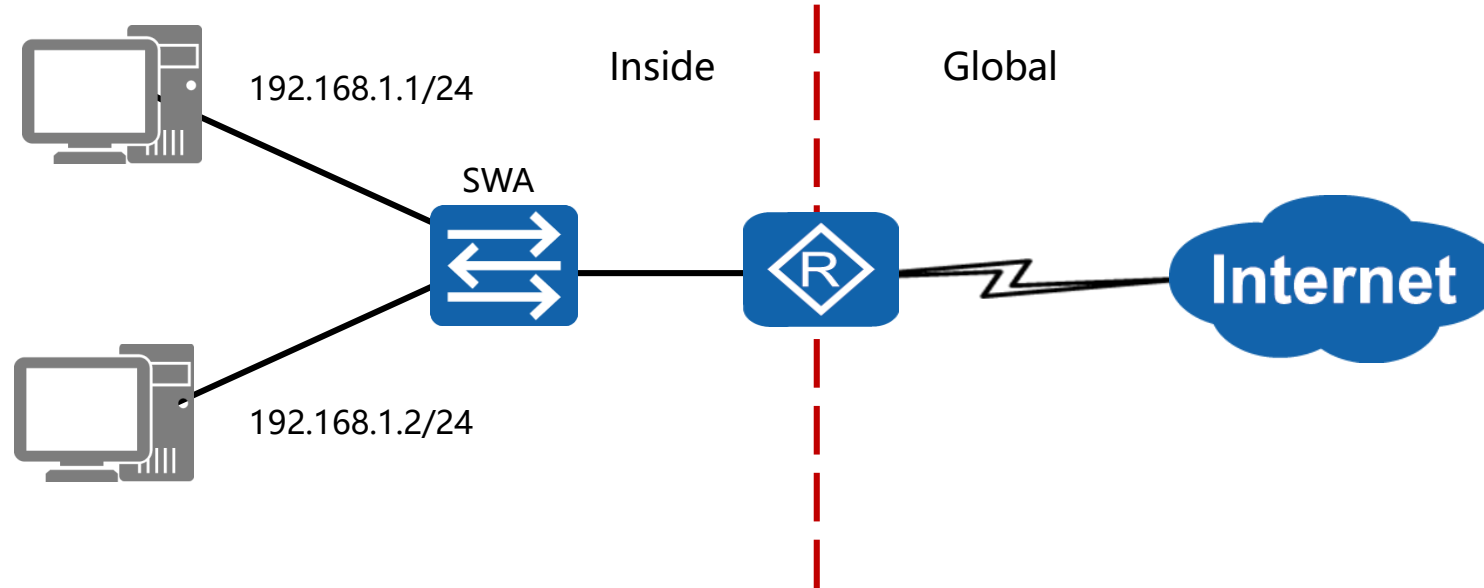 Inside
Global
192.168.1.1/24
SWA
R
Internet
192.168.1.2/24